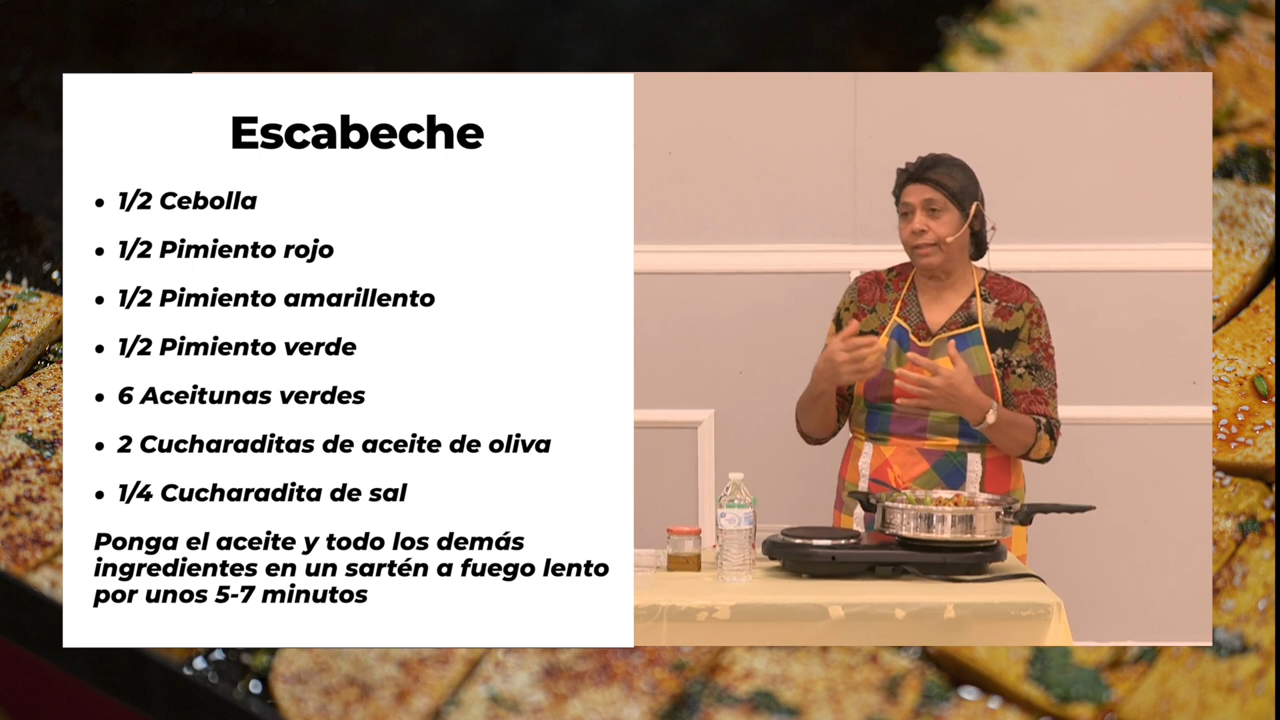 Escabeche
• 1/2 Cebolla
• 1/2 Pimiento rojo
• 1/2 Pimiento amarillento
• 1/2 Pimiento verde
• 6 Aceitunas verdes
• 2 Cucharaditas de aceite de oliva
• 1/4 Cucharadita de sal
Ponga el aceite y todo los demás
ingredientes en un sartén a fuego lento
por unos 5-7 minutos